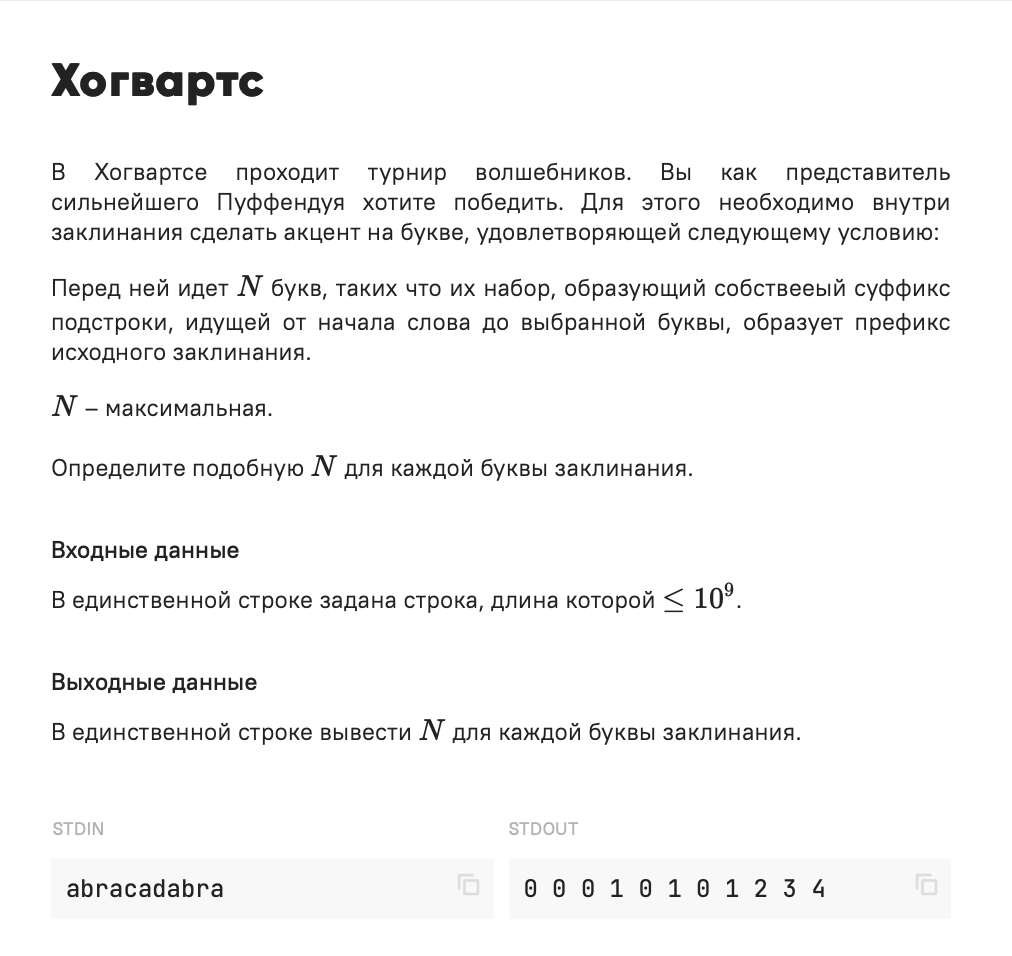 Хогвартс
В Хогвартсе проходит турнир волшебников. Вы как представитель
сильнейшего Пуффендуя хотите победить. Для этого необходимо внутри
заклинания сделать акцент на букве, удовлетворяющей следующему условию:
Перед ней идет N букв, таких что их набор, образующий собствееый суффикс
подстроки, идущей от начала слова до выбранной буквы, образует префикс
исходного заклинания.
N – максимальная.
Определите подобную N для каждой буквы заклинания.
Входные данные
В единственной строке задана строка, длина которой ≤ 10⁹.
Выходные данные
В единственной строке вывести N для каждой буквы заклинания.
STDIN STDOUT
abracadabra 0 0 0 1 0 1 0 1 2 3 4